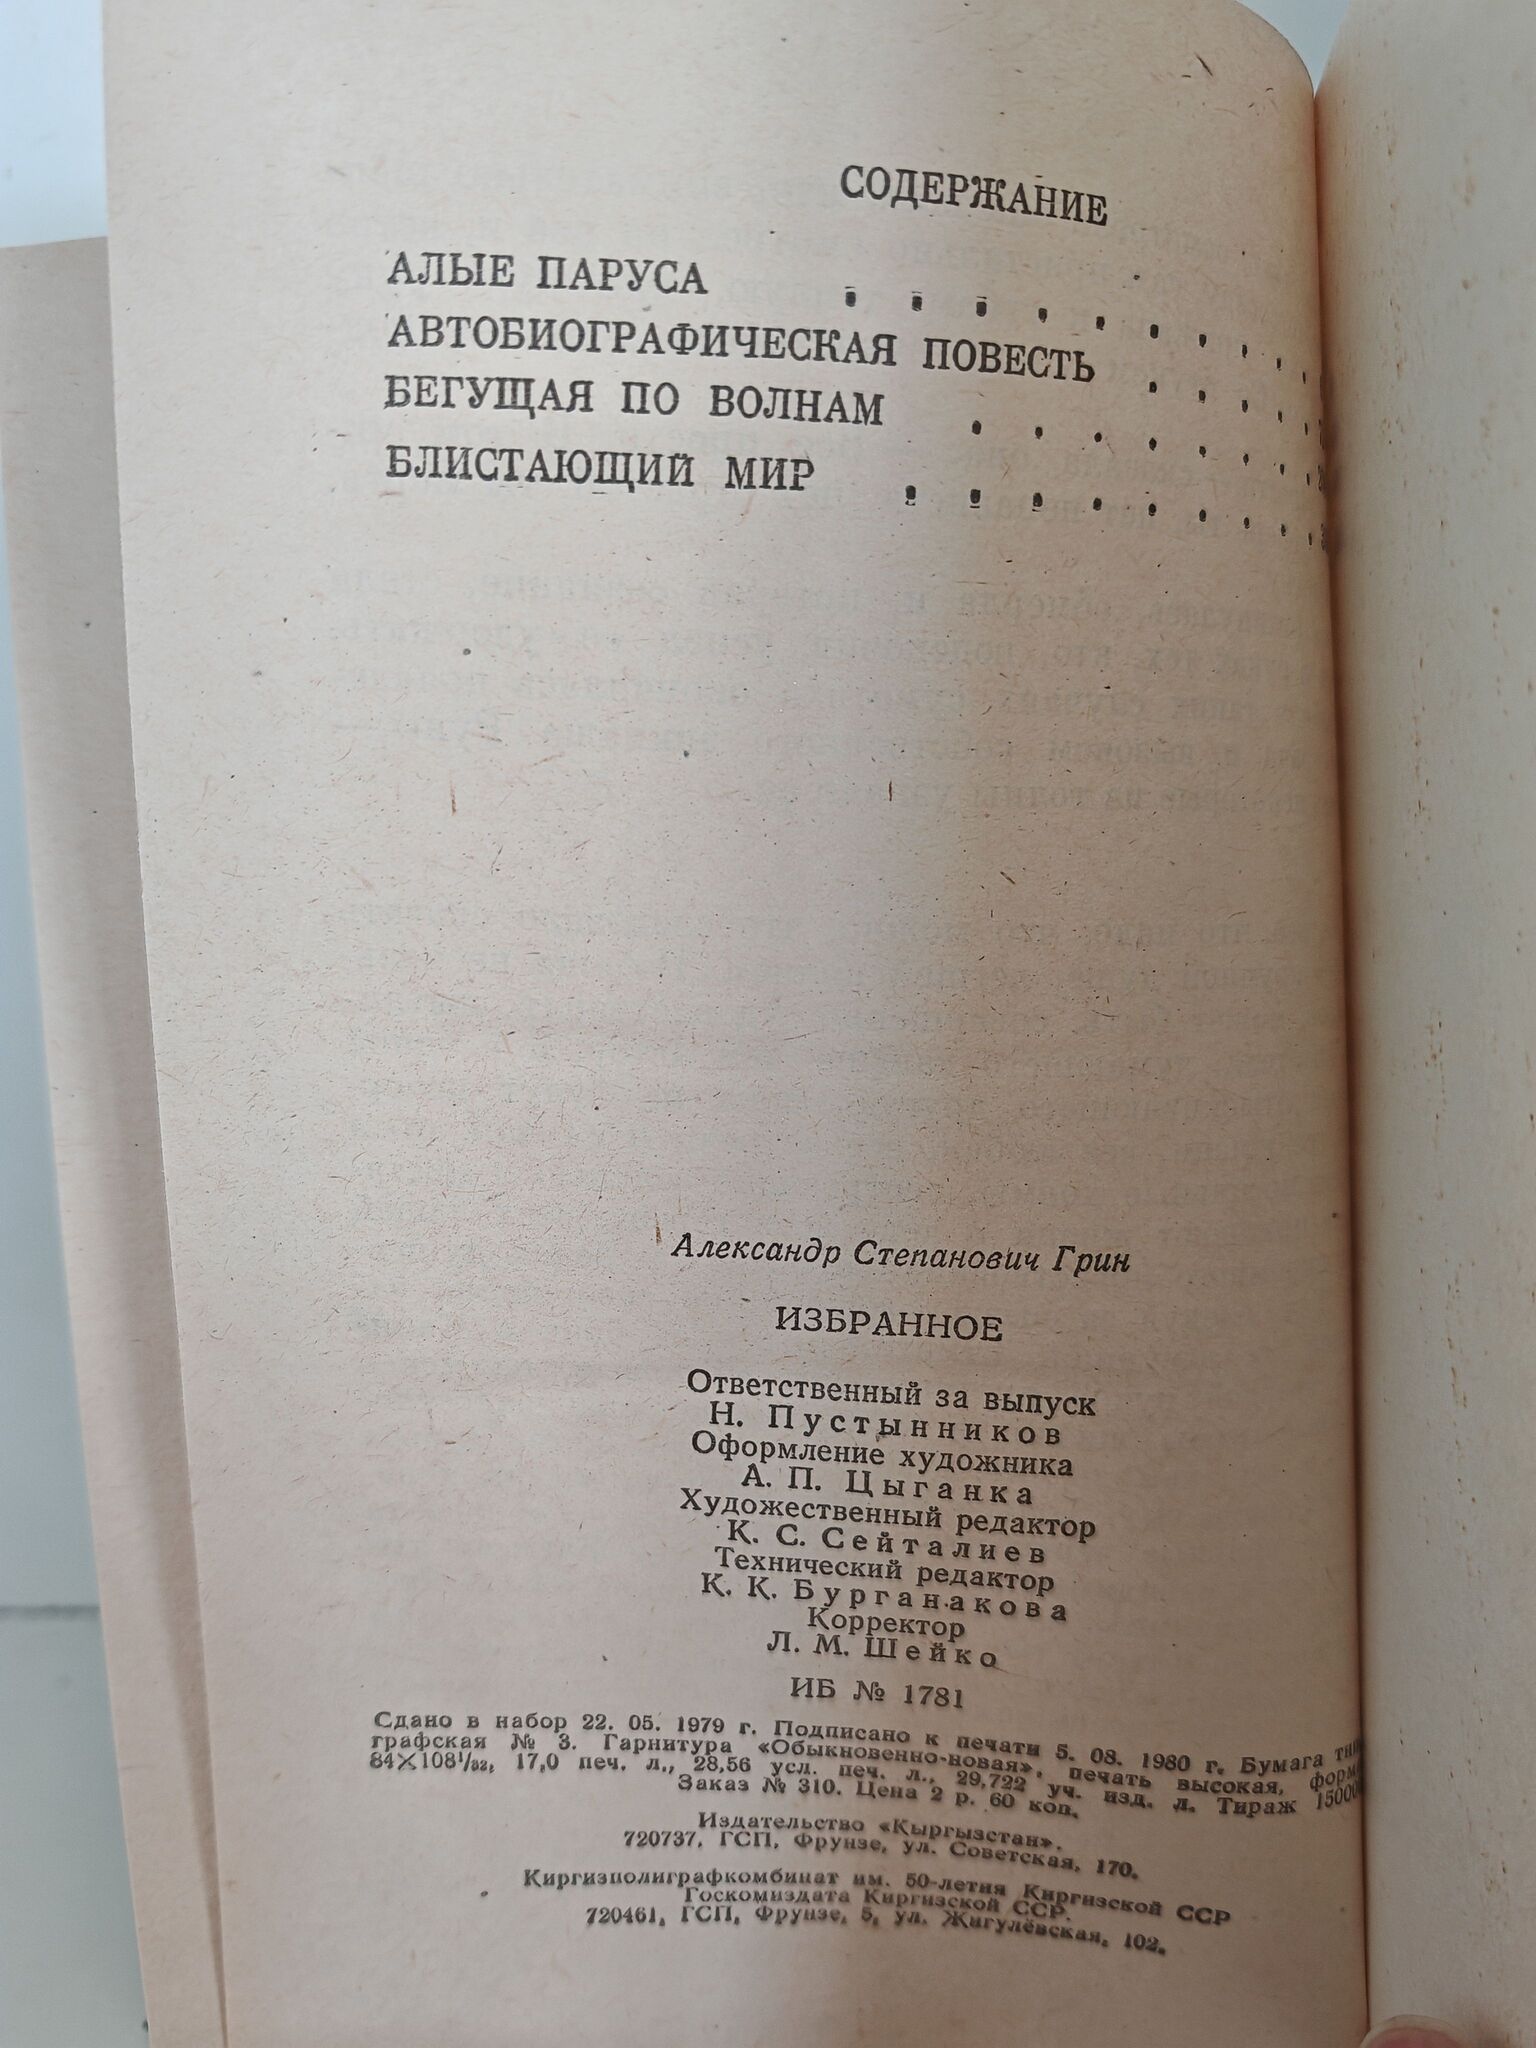 СОДЕРЖАНИЕ
АЛЫЕ ПАРУСА . . . . . . . . .
АВТОБИОГРАФИЧЕСКАЯ ПОВЕСТЬ . . . .
БЕГУЩАЯ ПО ВОЛНАМ . . . . . . .
БЛИСТАЮЩИЙ МИР . . . . . . . .
Александр Степанович Грин
ИЗБРАННОЕ
Ответственный за выпуск
Н. Пустынников
Оформление художника
А. П. Цыганка
Художественный редактор
К. С. Сейталиев
Технический редактор
К. К. Бурганакова
Корректор
Л. М. Шейко
ИБ № 1781
Сдано в набор 22. 05. 1979 г. Подписано к печати 5. 08. 1980 г. Бумага тип
графская № 3. Гарнитура «Обыкновенно-новая», печать высокая, форм
84×108¹/₃₂, 17,0 печ. л., 28,56 усл. печ. л., 29,722 уч. изд. л. Тираж 15000
Заказ № 310. Цена 2 р. 60 коп.
Издательство «Кыргызстан».
720737, ГСП, Фрунзе, ул. Советская, 170.
Киргизполиграфкомбинат им. 50-летия Киргизской ССР
Госкомиздата Киргизской ССР.
720461, ГСП, Фрунзе, 5, ул. Жигулёвская, 102.